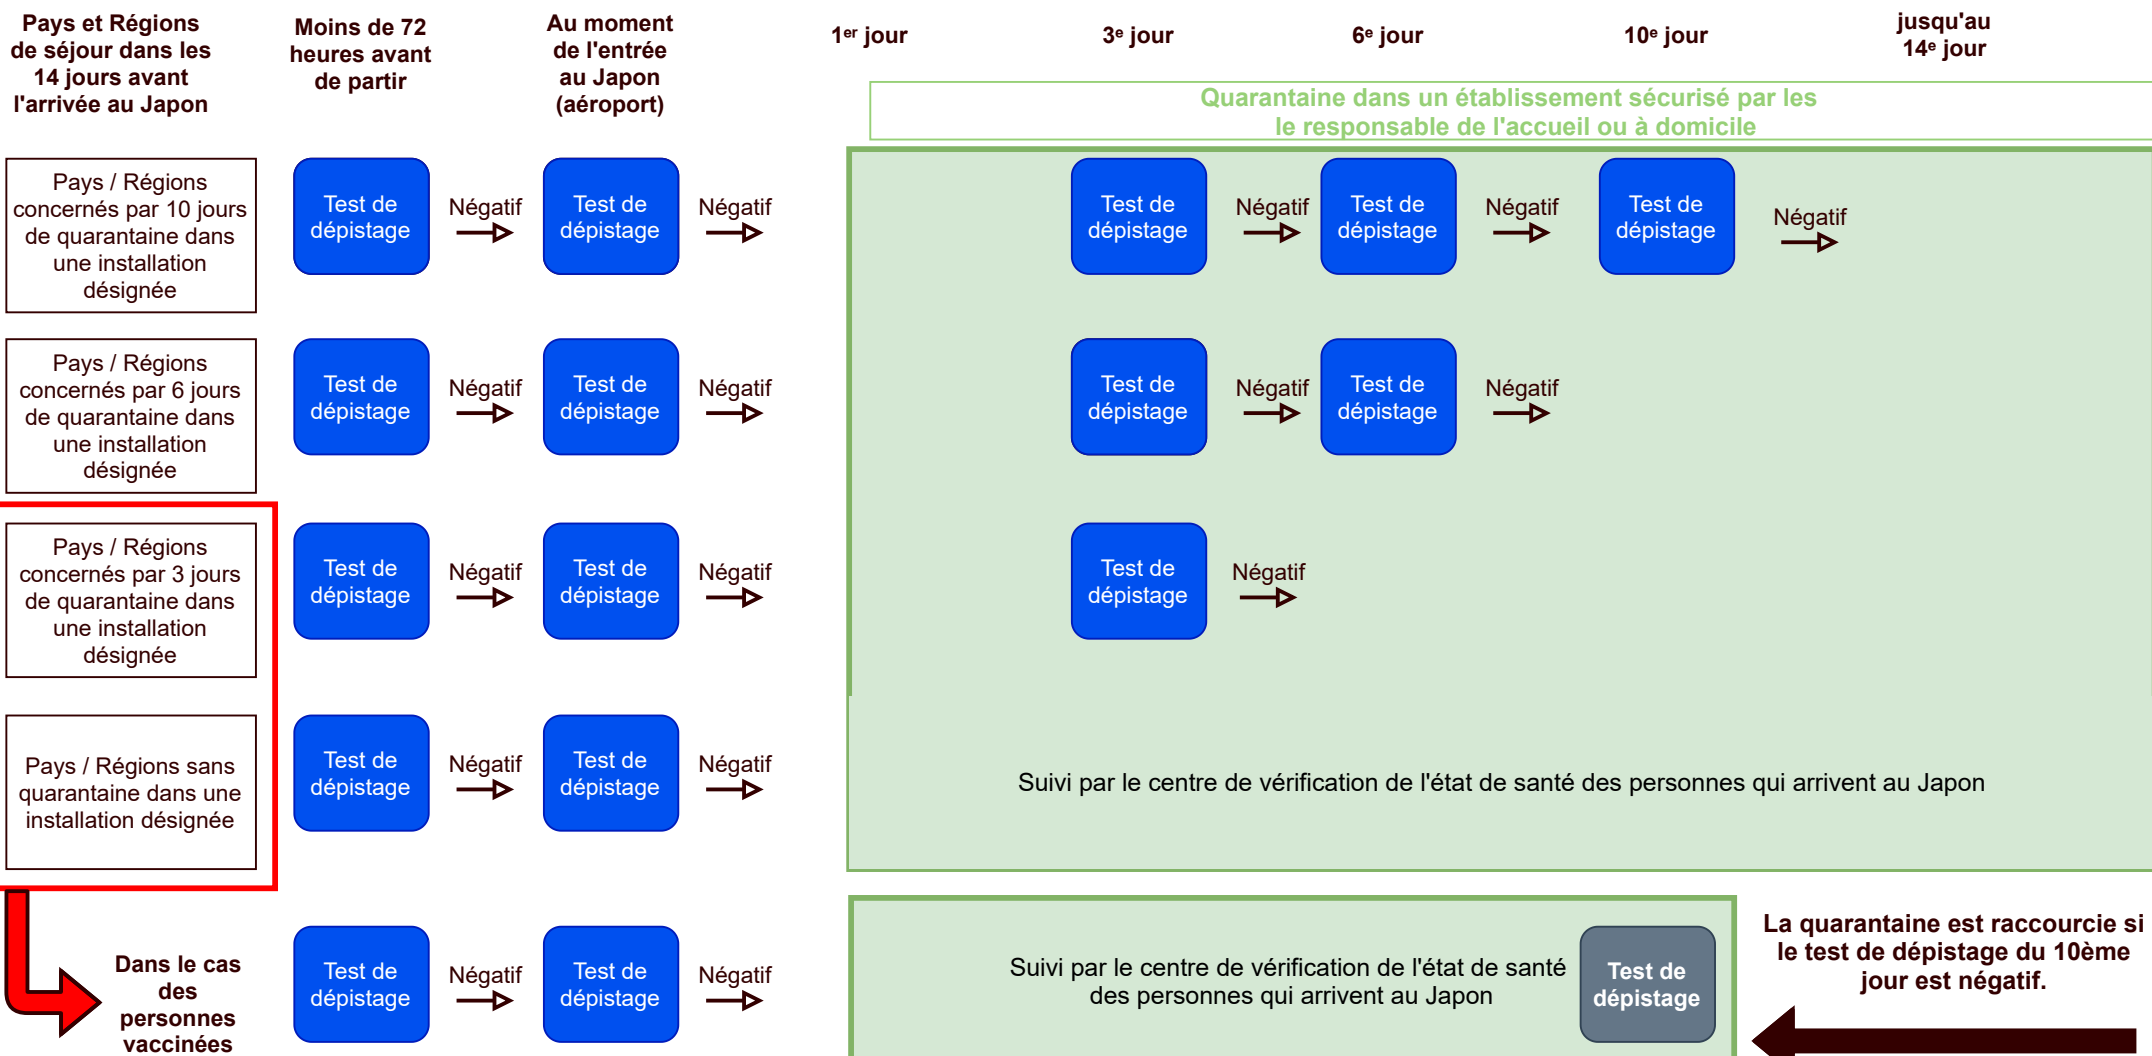 Pays et Régions
de séjour dans les
14 jours avant
l'arrivée au Japon
Moins de 72
heures avant
de partir
Au moment
de l'entrée
au Japon
(aéroport)
1er jour
3e jour
6e jour
10e jour
jusqu'au
14e jour
Quarantaine dans un établissement sécurisé par les
le responsable de l'accueil ou à domicile
Pays / Régions
concernés par 10 jours
de quarantaine dans
une installation
désignée
Test de
dépistage
Négatif
Test de
dépistage
Négatif
Test de
dépistage
Négatif
Test de
dépistage
Négatif
Test de
dépistage
Négatif
Pays / Régions
concernés par 6 jours
de quarantaine dans
une installation
désignée
Test de
dépistage
Négatif
Test de
dépistage
Négatif
Test de
dépistage
Négatif
Test de
dépistage
Négatif
Pays / Régions
concernés par 3 jours
de quarantaine dans
une installation
désignée
Test de
dépistage
Négatif
Test de
dépistage
Négatif
Test de
dépistage
Négatif
Pays / Régions sans
quarantaine dans une
installation désignée
Test de
dépistage
Négatif
Test de
dépistage
Négatif
Suivi par le centre de vérification de l'état de santé des personnes qui arrivent au Japon
Dans le cas
des
personnes
vaccinées
Test de
dépistage
Négatif
Test de
dépistage
Négatif
Suivi par le centre de vérification de l'état de santé
des personnes qui arrivent au Japon
Test de
dépistage
La quarantaine est raccourcie si
le test de dépistage du 10ème
jour est négatif.